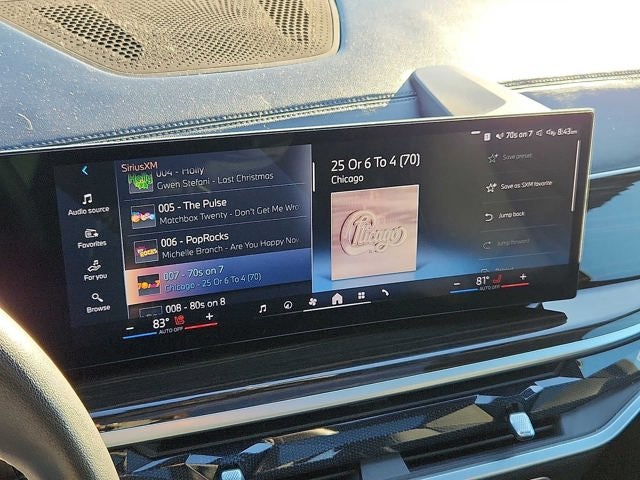 70s on 7
8:43am
SiriusXM
004 - Holly
Gwen Stefani - Last Christmas
005 - The Pulse
Matchbox Twenty - Don't Get Me Wro
006 - PopRocks
Michelle Branch - Are You Happy Nov
007 - 70s on 7
Chicago - 25 Or 6 To 4 (70)
008 - 80s on 8
Audio source
Favorites
For you
Browse
25 Or 6 To 4 (70)
Chicago
Chicago
Save preset
Save as SXM favorite
Jump back
Jump forward
- 83° +
AUTO OFF
- 81° +
AUTO OFF